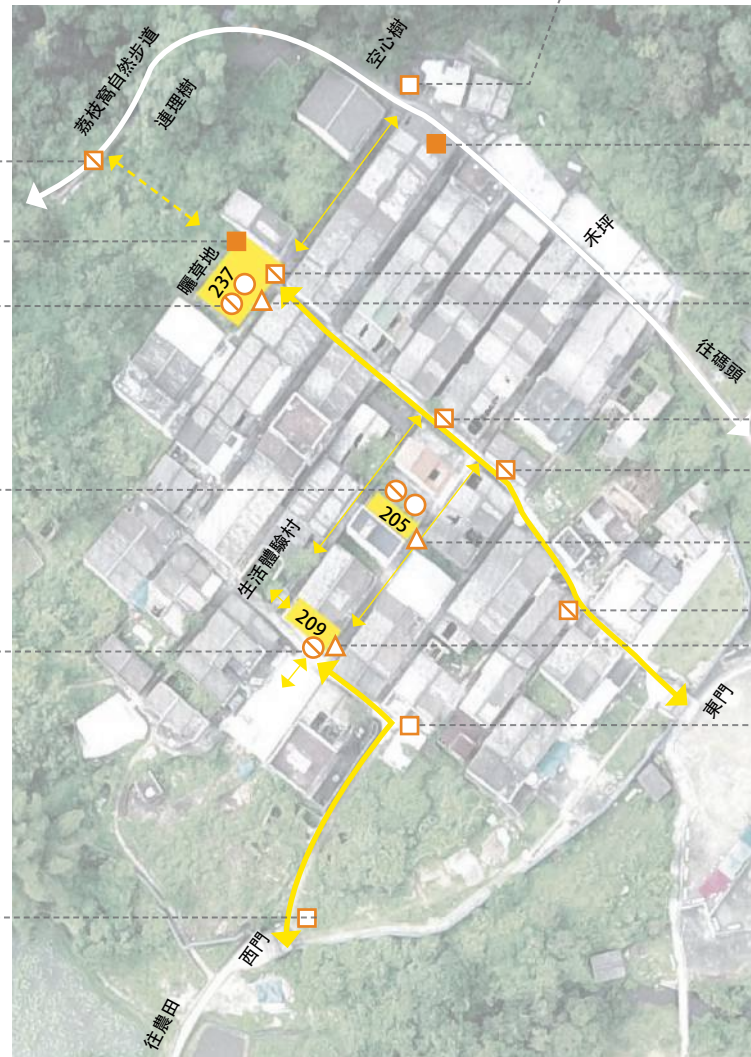 荔枝窩自然步道
連理樹
空心樹
禾坪
往碼頭
曬草地
237
205
生活體驗村
209
東門
西門
往農田